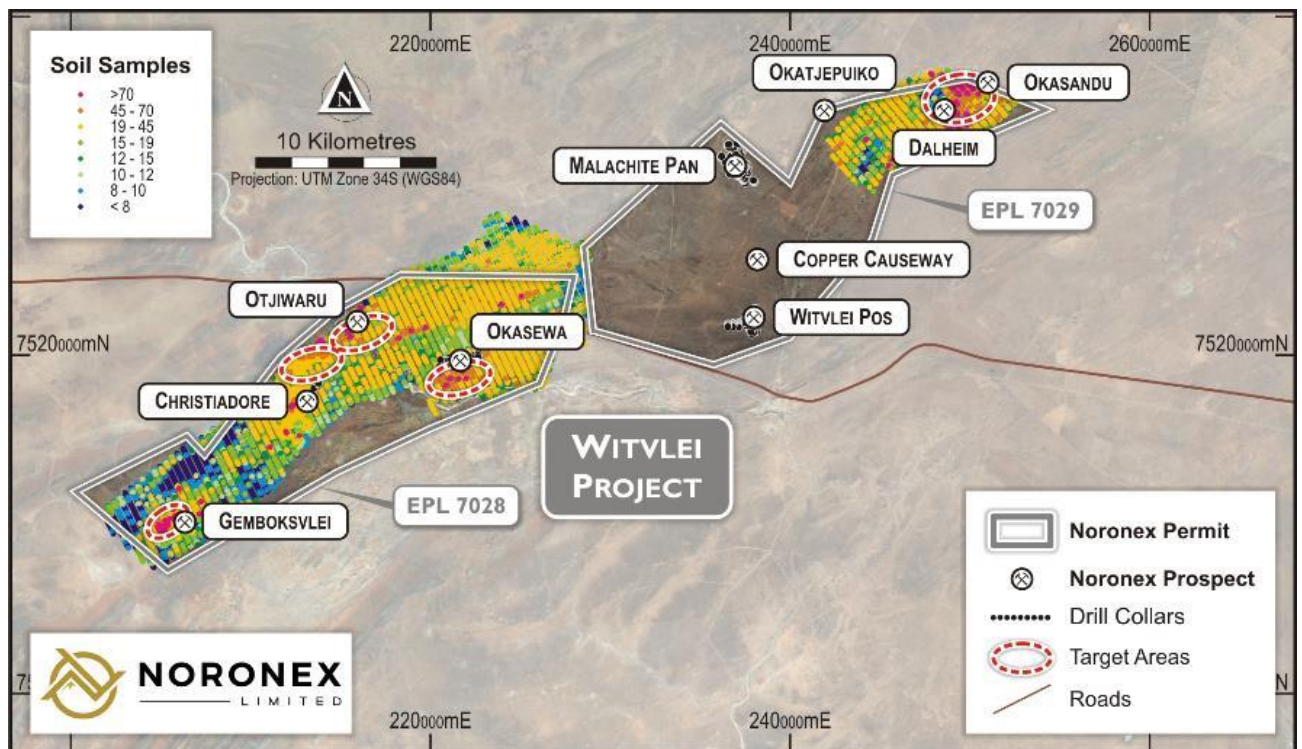 220000mE
240000mE
260000mE
Soil Samples
>70
45 - 70
19 - 45
15 - 19
12 - 15
10 - 12
8 - 10
< 8
N
10 Kilometres
Projection: UTM Zone 34S (WGS84)
OKATJEPUIKO
OKASANDU
DALHEIM
MALACHITE PAN
EPL 7029
COPPER CAUSEWAY
OTJIWARU
OKASEWA
WITVLEI POS
7520000mN
7520000mN
CHRISTIADORE
WITVLEI
PROJECT
EPL 7028
GEMBOKSVLEI
Noronex Permit
Noronex Prospect
Drill Collars
Target Areas
Roads
NORONEX
LIMITED
220000mE
240000mE